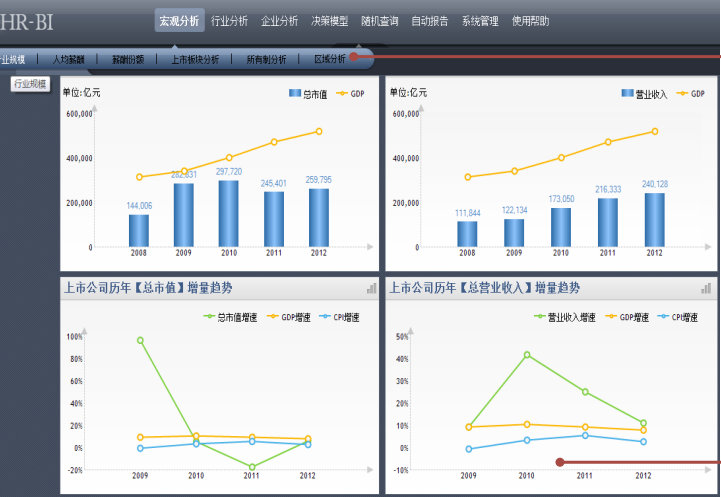 HR-BI
宏观分析 行业分析 企业分析 决策模型 随机查询 自动报告 系统管理 使用帮助
业规模 | 人均薪酬 | 薪酬份额 | 上市板块分析 | 所有制分析 | 区域分析
行业规模
单位:亿元 总市值 GDP
600,000
400,000
200,000
0
144,006 282,831 297,720 245,401 259,795
2008 2009 2010 2011 2012
单位:亿元 营业收入 GDP
600,000
400,000
200,000
0
111,844 122,134 173,050 216,333 240,128
2008 2009 2010 2011 2012
上市公司历年【总市值】增量趋势
总市值增速 GDP增速 CPI增速
100%
80%
60%
40%
20%
0%
-20%
2009 2010 2011 2012
上市公司历年【总营业收入】增量趋势
营业收入增速 GDP增速 CPI增速
50%
40%
30%
20%
10%
0%
-10%
2009 2010 2011 2012